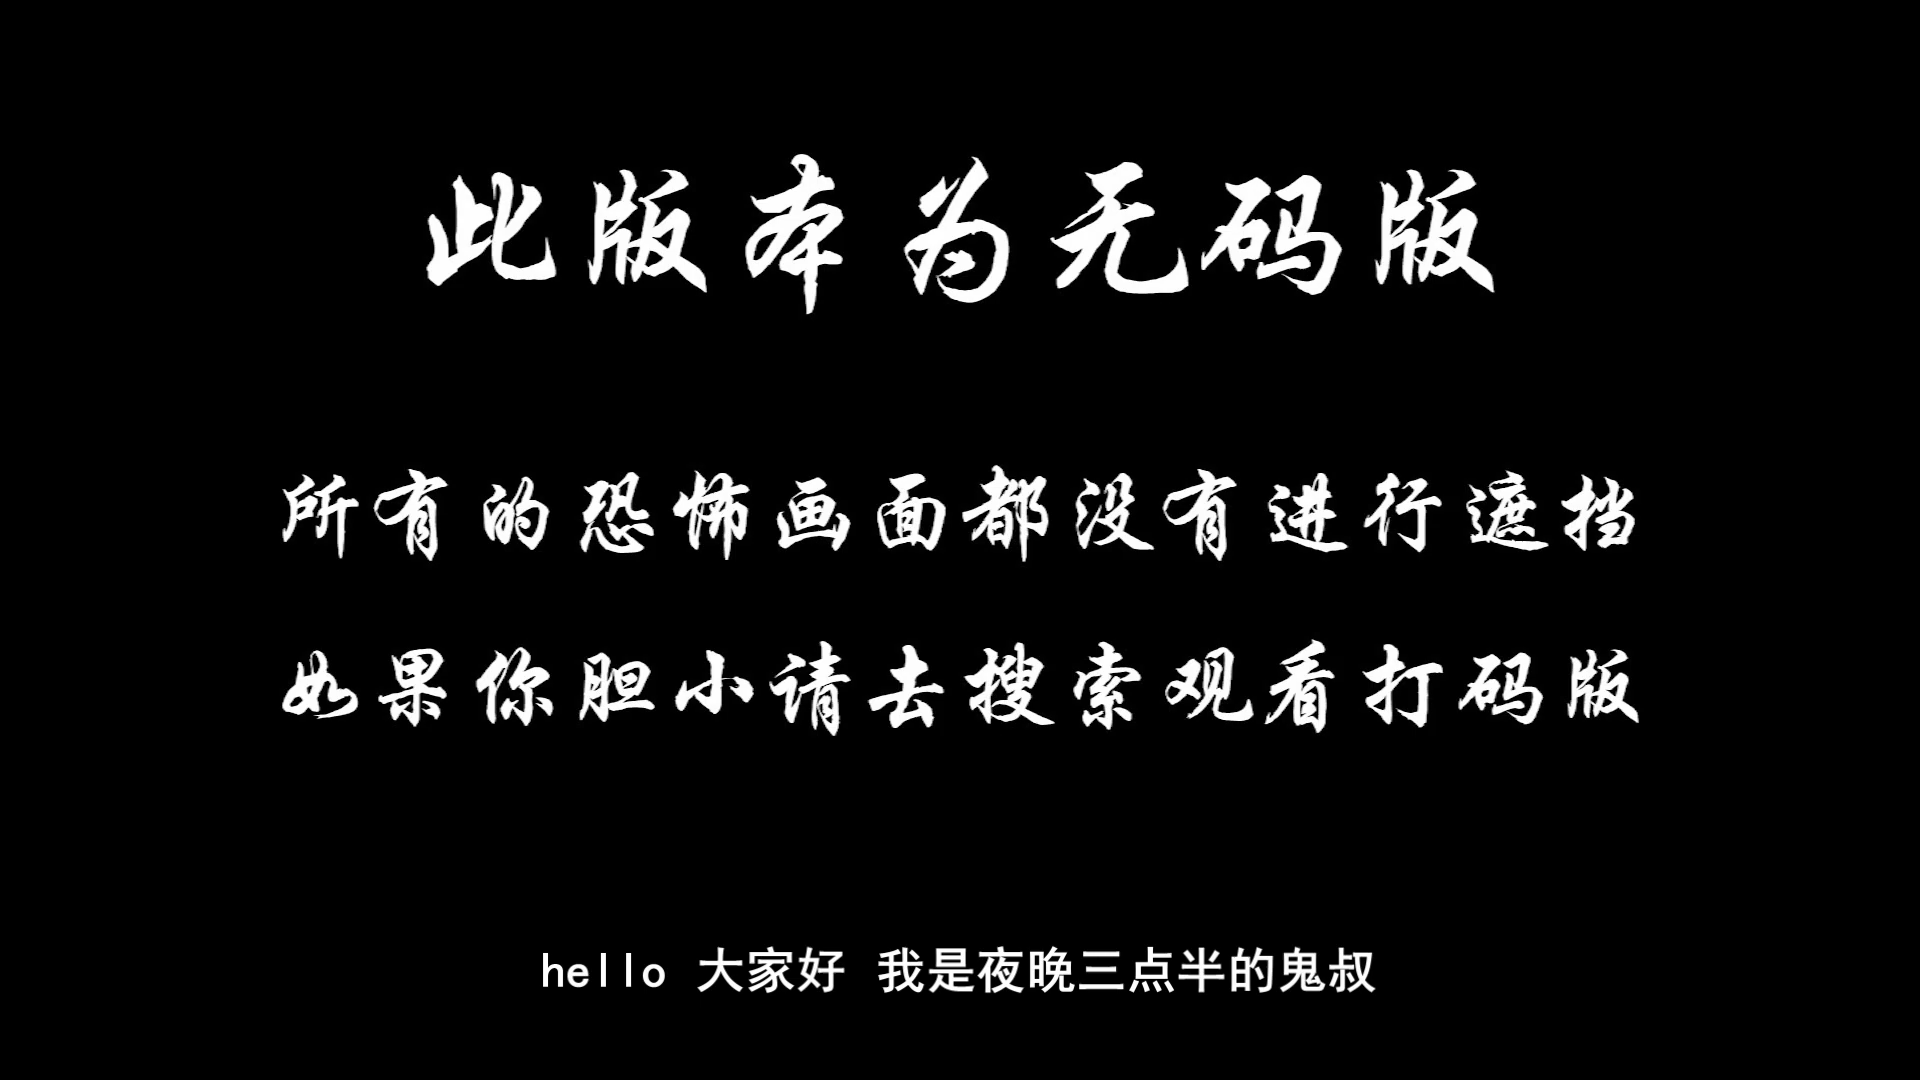 此版本为无码版
所有的恐怖画面都没有进行遮挡
如果你胆小请去搜索观看打码版
hello 大家好 我是夜晚三点半的鬼叔